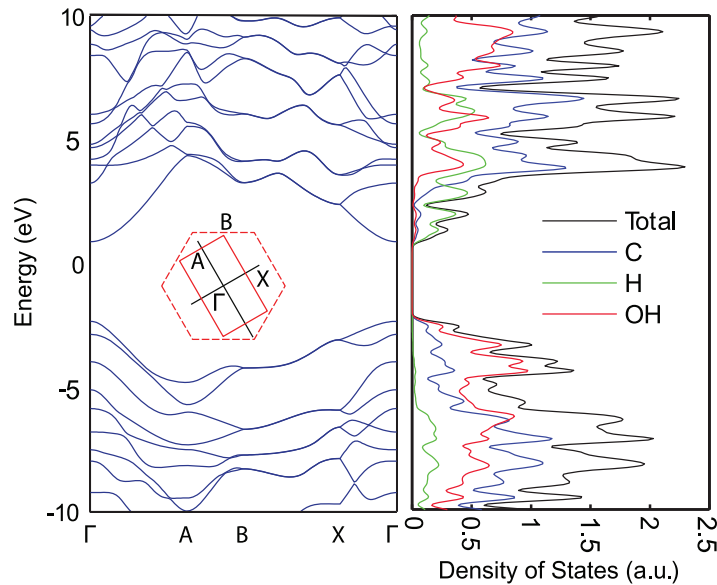 10
5
0
-5
-10
Energy (eV)
Γ
A
B
X
Γ
B
A
X
Γ
Total
C
H
OH
0
0.5
1
1.5
2
2.5
Density of States (a.u.)